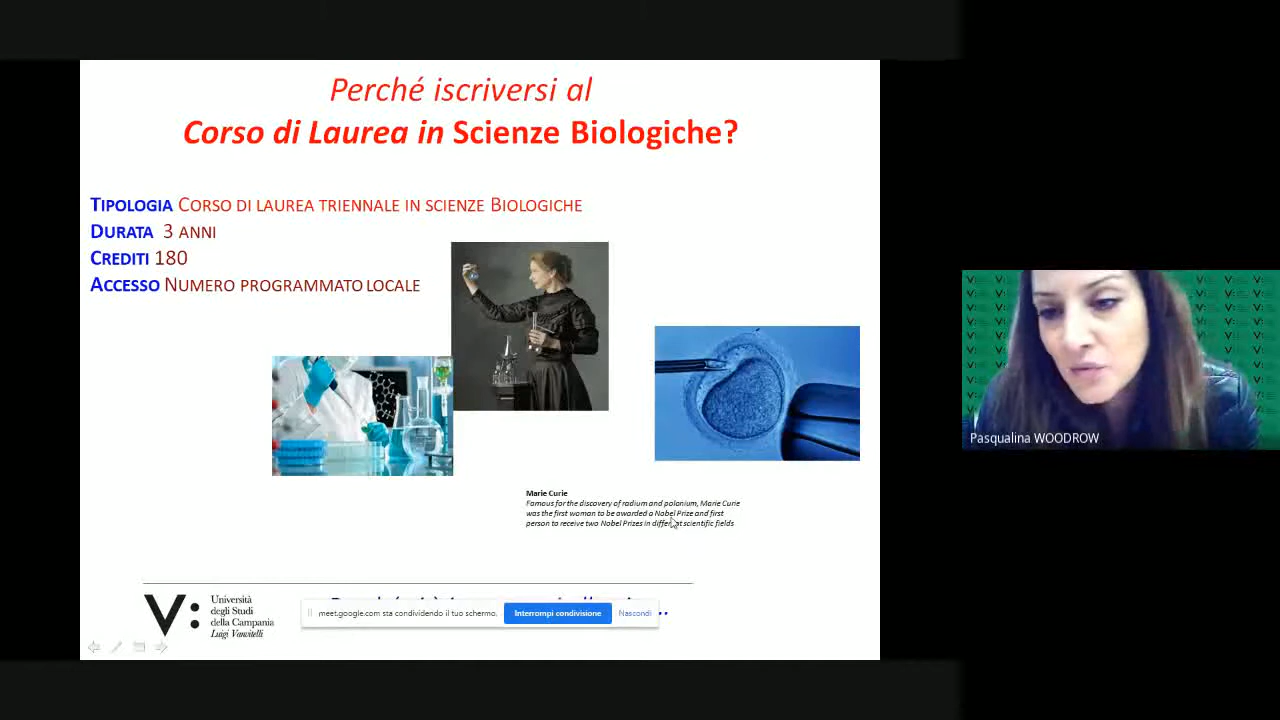 Perché iscriversi al
Corso di Laurea in Scienze Biologiche?
TIPOLOGIA CORSO DI LAUREA TRIENNALE IN SCIENZE BIOLOGICHE
DURATA 3 ANNI
CREDITI 180
ACCESSO NUMERO PROGRAMMATO LOCALE
Pasqualina WOODROW
Marie Curie
Famous for the discovery of radium and polonium, Marie Curie
was the first woman to be awarded a Nobel Prize and first
person to receive two Nobel Prizes in different scientific fields
V:
Università
degli Studi
della Campania
Luigi Vanvitelli
meet.google.com sta condividendo il tuo schermo.
Interrompi condivisione
Nascondi